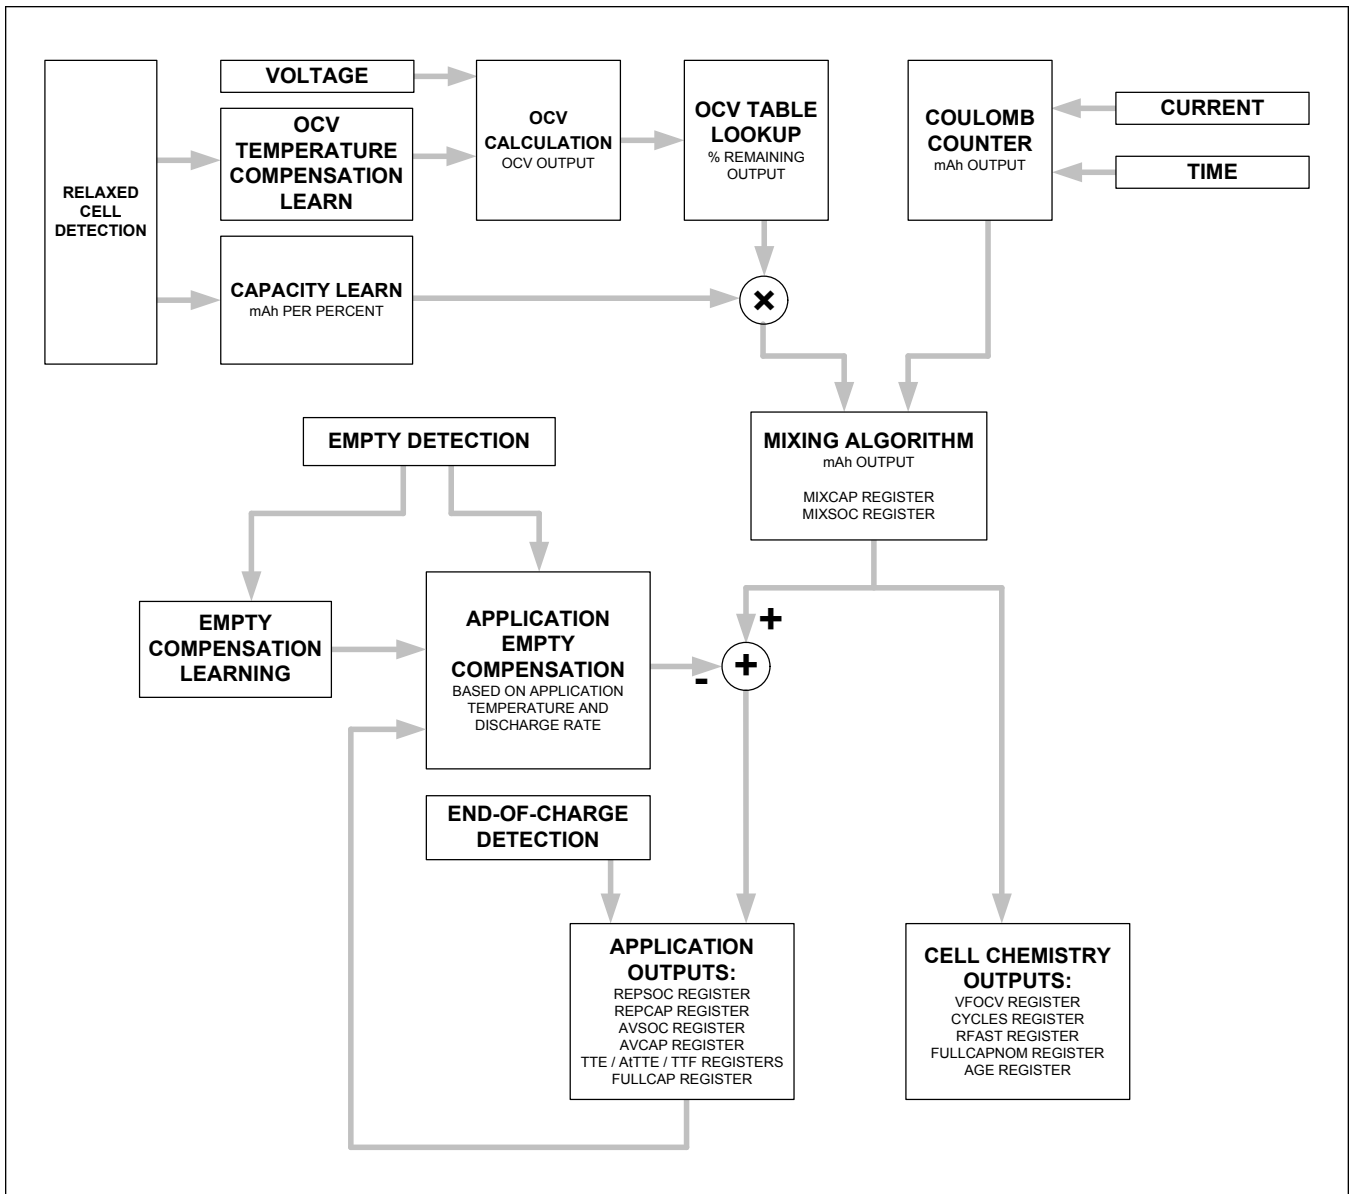 VOLTAGE
OCV
TEMPERATURE
COMPENSATION
LEARN
RELAXED
CELL
DETECTION
CAPACITY LEARN
mAh PER PERCENT
OCV
CALCULATION
OCV OUTPUT
OCV TABLE
LOOKUP
% REMAINING
OUTPUT
COULOMB
COUNTER
mAh OUTPUT
CURRENT
TIME
×
EMPTY DETECTION
MIXING ALGORITHM
mAh OUTPUT
MIXCAP REGISTER
MIXSOC REGISTER
EMPTY
COMPENSATION
LEARNING
APPLICATION
EMPTY
COMPENSATION
BASED ON APPLICATION
TEMPERATURE AND
DISCHARGE RATE
+
+
-
END-OF-CHARGE
DETECTION
APPLICATION
OUTPUTS:
REPSOC REGISTER
REPCAP REGISTER
AVSOC REGISTER
AVCAP REGISTER
TTE / AtTTE / TTF REGISTERS
FULLCAP REGISTER
CELL CHEMISTRY
OUTPUTS:
VFOCV REGISTER
CYCLES REGISTER
RFAST REGISTER
FULLCAPNOM REGISTER
AGE REGISTER